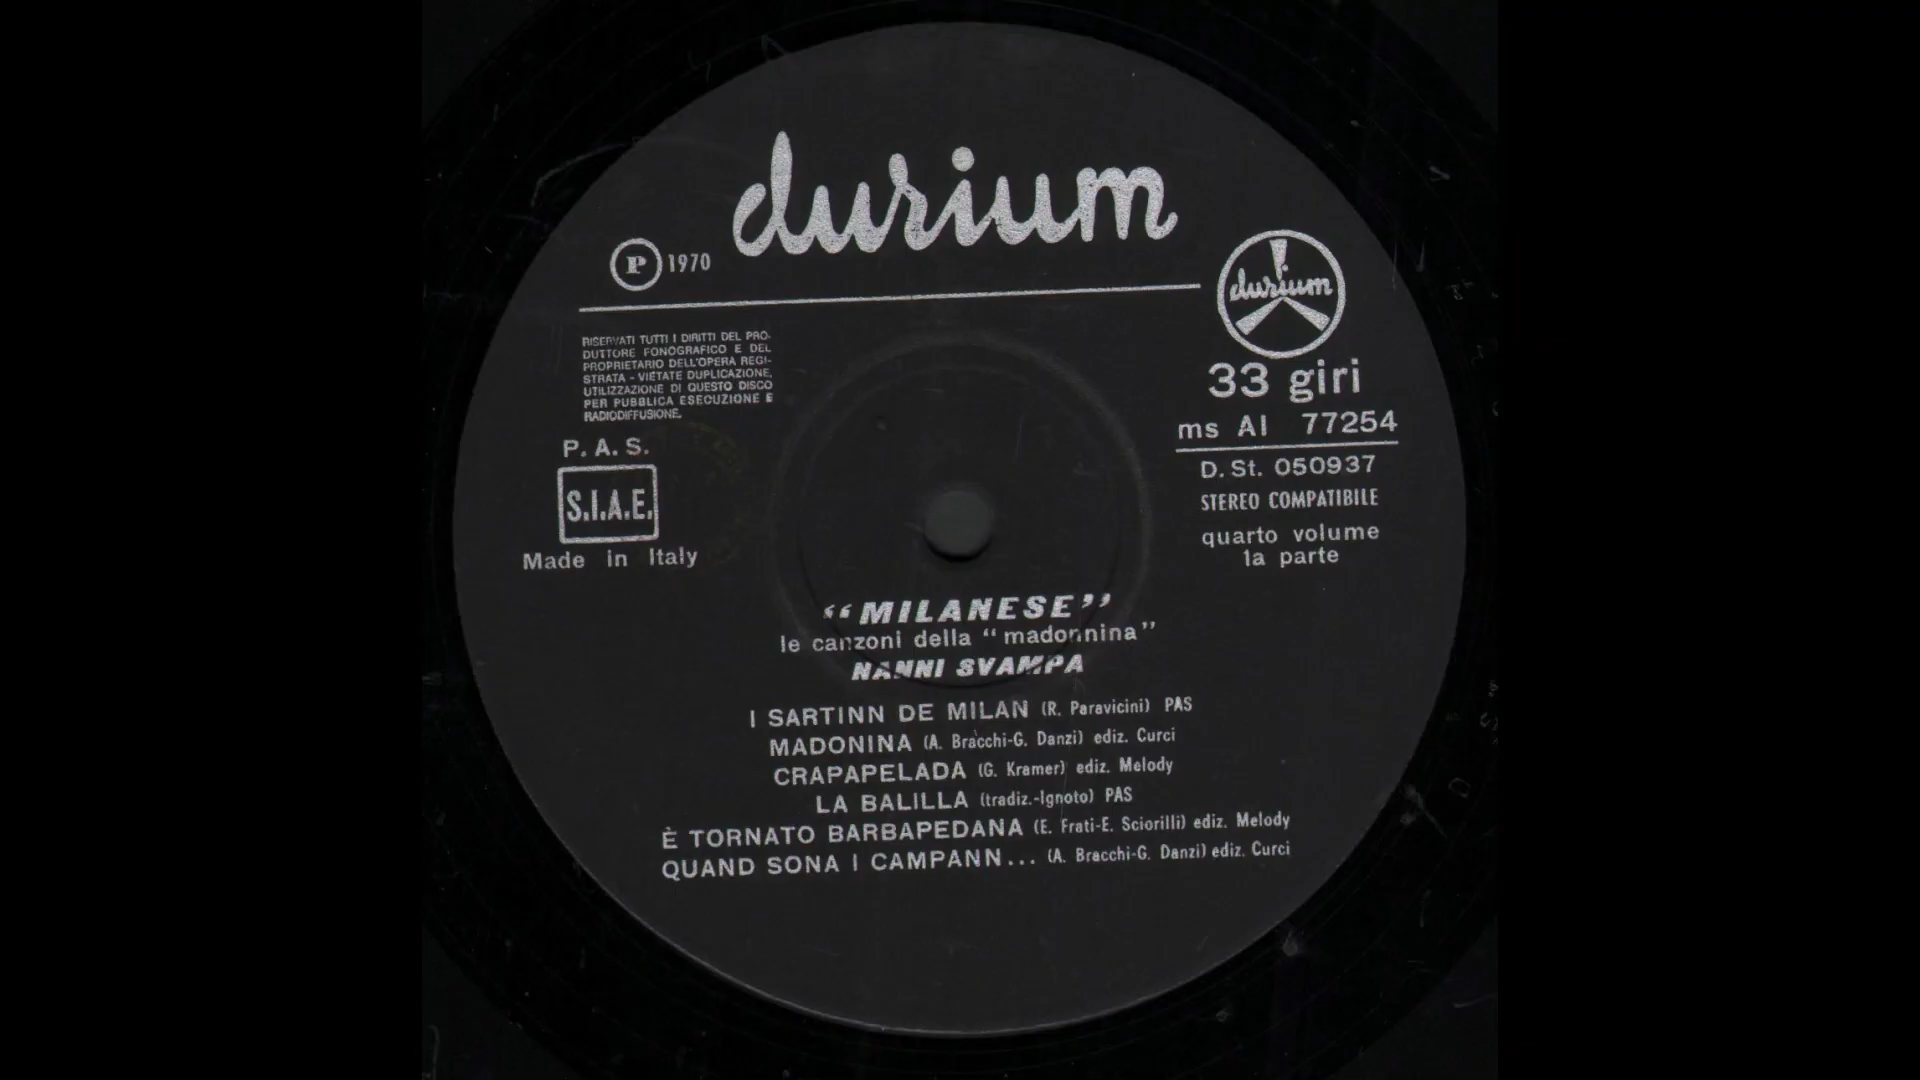 durium
P 1970
durium
RISERVATI TUTTI I DIRITTI DEL PRO-
DUTTORE FONOGRAFICO E DEL
PROPRIETARIO DELL'OPERA REGI-
STRATA - VIETATE DUPLICAZIONE,
UTILIZZAZIONE DI QUESTO DISCO
PER PUBBLICA ESECUZIONE E
RADIODIFFUSIONE.
33 giri
ms AI 77254
P. A. S.
S.I.A.E.
Made in Italy
D. St. 050937
STEREO COMPATIBILE
quarto volume
1a parte
“MILANESE”
le canzoni della “madonnina”
NANNI SVAMPA
I SARTINN DE MILAN (R. Paravicini) PAS
MADONINA (A. Bracchi-G. Danzi) ediz. Curci
CRAPAPELADA (G. Kramer) ediz. Melody
LA BALILLA (tradiz.-Ignoto) PAS
È TORNATO BARBAPEDANA (E. Frati-E. Sciorilli) ediz. Melody
QUAND SONA I CAMPANN... (A. Bracchi-G. Danzi) ediz. Curci